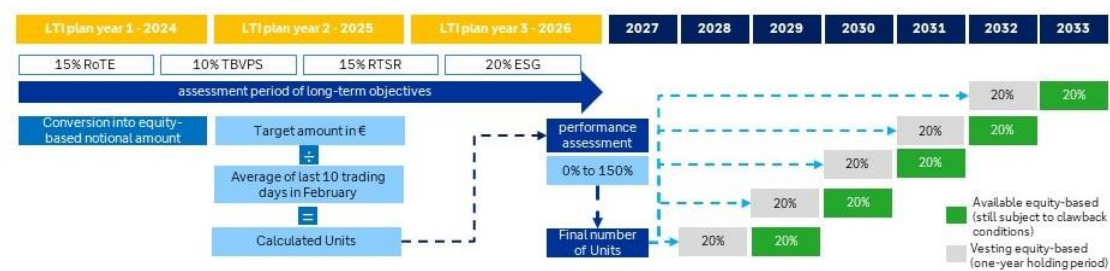 LTI plan year 1 - 2024 LTI plan year 2 - 2025 LTI plan year 3 - 2026 2027 2028 2029 2030 2031 2032 2033
15% RoTE 10% TBVPS 15% RTSR 20% ESG
assessment period of long-term objectives
20% 20%
Conversion into equity-
based notional amount
Target amount in €
÷
Average of last 10 trading
days in February
=
Calculated Units
performance
assessment
0% to 150%
Final number
of Units
20% 20%
20% 20%
20% 20%
20% 20%
Available equity-based
(still subject to clawback
conditions)
Vesting equity-based
(one-year holding period)